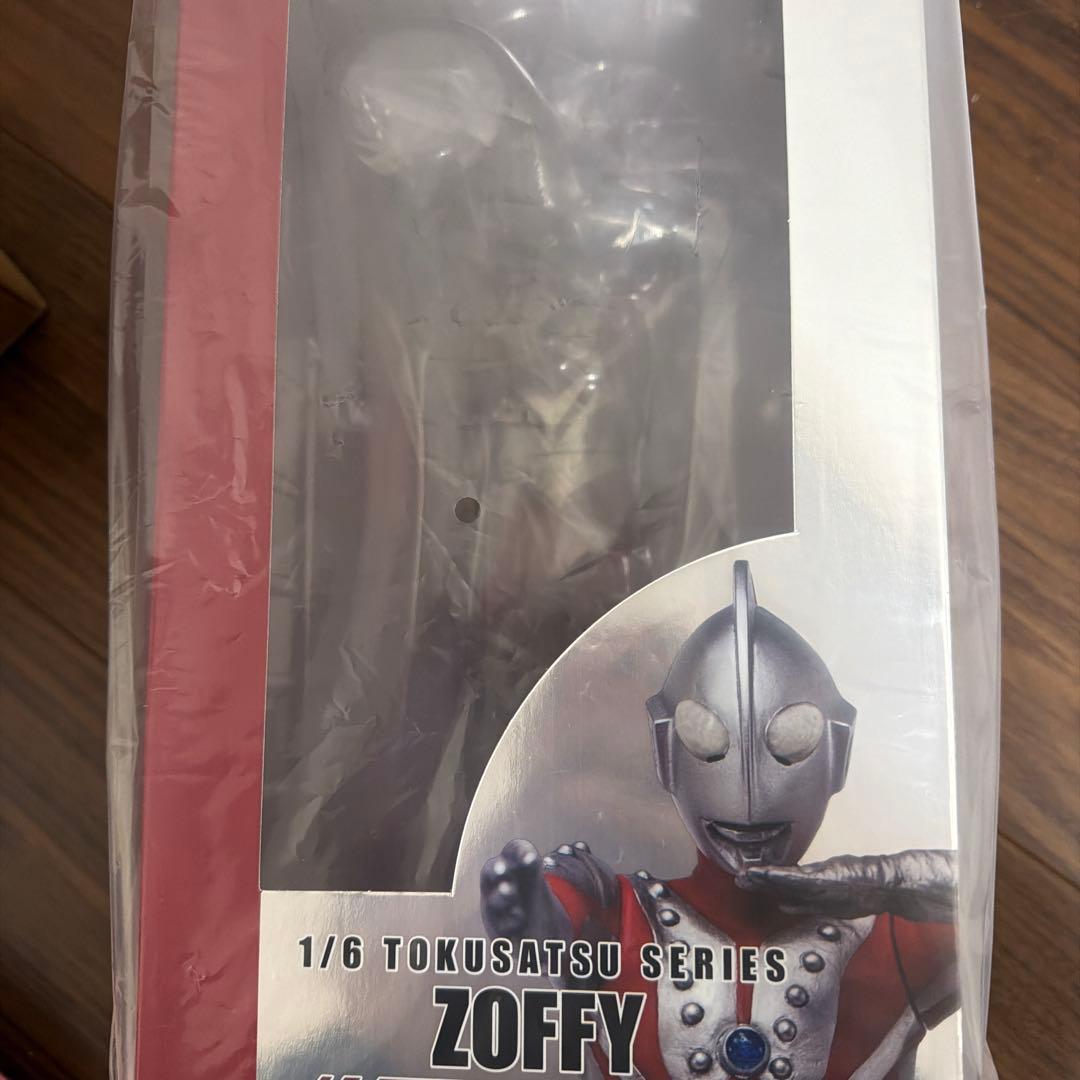 1/6 TOKUSATSU SERIES
ZOFFY